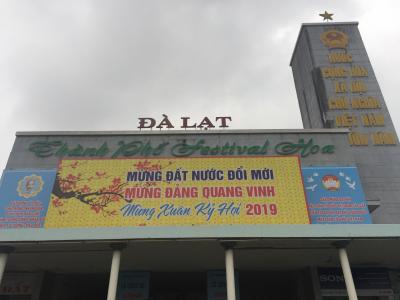 ĐÀ LẠT
Thành Phố Festival Hoa
MỪNG ĐẤT NƯỚC ĐỔI MỚI
MỪNG ĐẢNG QUANG VINH
Mừng Xuân Kỷ Hợi 2019
NƯỚC
CỘNG HÒA
XÃ HỘI
CHỦ NGHĨA
VIỆT NAM
MUÔN NĂM
SONY